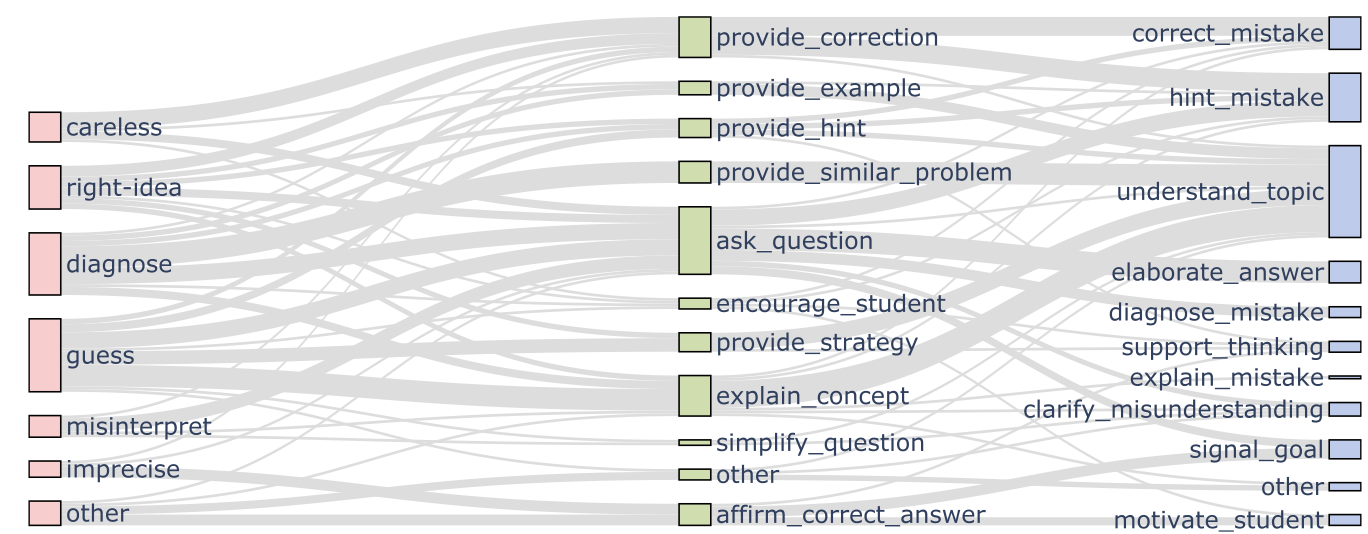 careless
right-idea
diagnose
guess
misinterpret
imprecise
other
provide_correction
provide_example
provide_hint
provide_similar_problem
ask_question
encourage_student
provide_strategy
explain_concept
simplify_question
other
affirm_correct_answer
correct_mistake
hint_mistake
understand_topic
elaborate_answer
diagnose_mistake
support_thinking
explain_mistake
clarify_misunderstanding
signal_goal
other
motivate_student